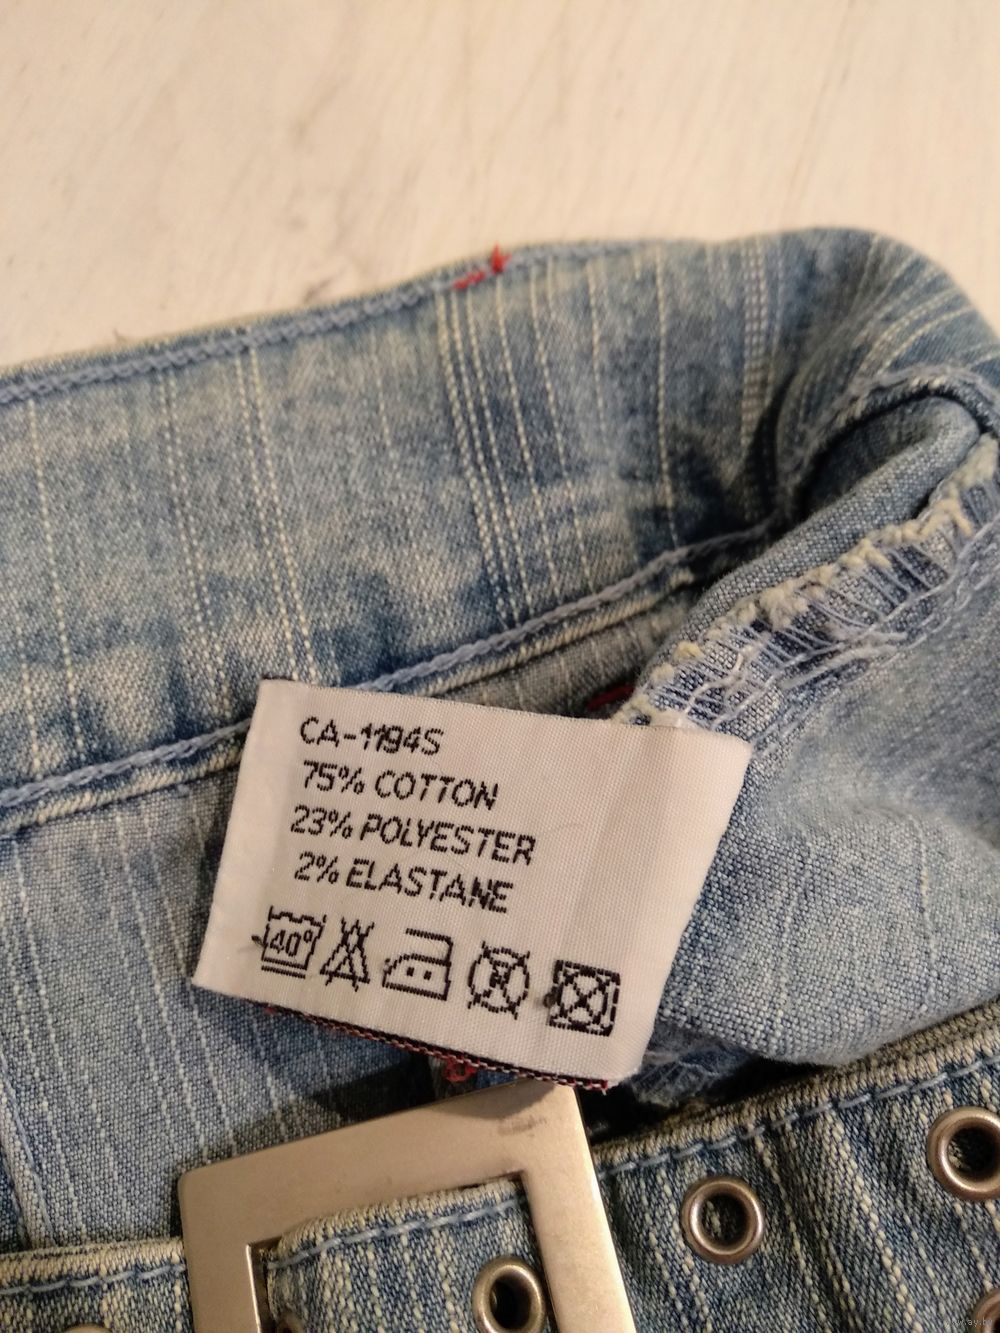 CA-1194S
75% COTTON
23% POLYESTER
2% ELASTANE
40°